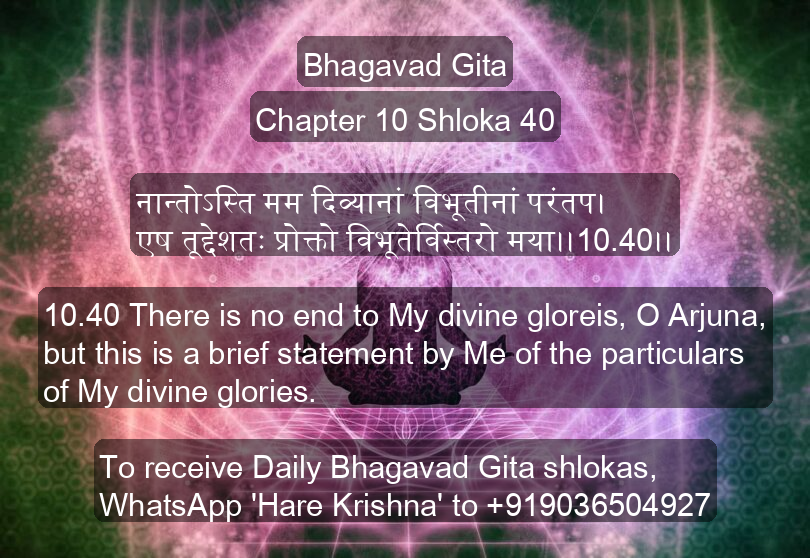 Bhagavad Gita
Chapter 10 Shloka 40
नान्तोऽस्ति मम दिव्यानां विभूतीनां परंतप।
एष तूद्देशतः प्रोक्तो विभूतेर्विस्तरो मया।।10.40।।
10.40 There is no end to My divine gloreis, O Arjuna,
but this is a brief statement by Me of the particulars
of My divine glories.
To receive Daily Bhagavad Gita shlokas,
WhatsApp 'Hare Krishna' to +919036504927